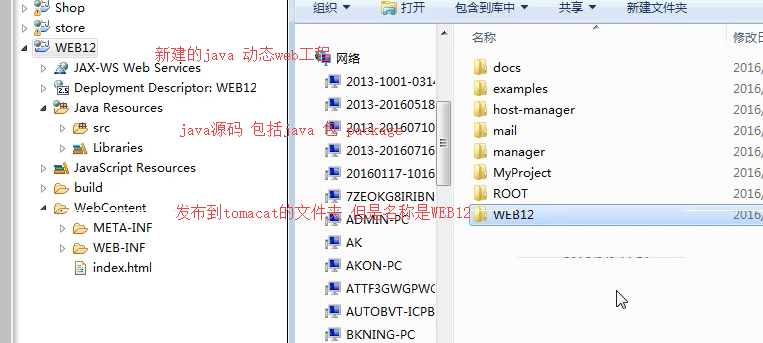 Shop
store
WEB12
新建的java 动态web工程
JAX-WS Web Services
Deployment Descriptor: WEB12
Java Resources
src
java源码 包括java 包 package
Libraries
JavaScript Resources
build
WebContent
发布到tomacat的文件夹 但是名称是WEB12
META-INF
WEB-INF
index.html
组织
打开
包含到库中
共享
新建文件夹
网络
2013-1001-0314
2013-20160518
2013-20160710
20160117-1016
7ZEOKG8IRIBN
ADMIN-PC
AK
AKON-PC
ATTF3GWGPWC
AUTOBVT-ICPB
BKNING-PC
名称
修改日
docs
2016/
examples
2016/
host-manager
2016/
mail
2016/
manager
2016/
MyProject
2016/
ROOT
2016/
WEB12
2016/